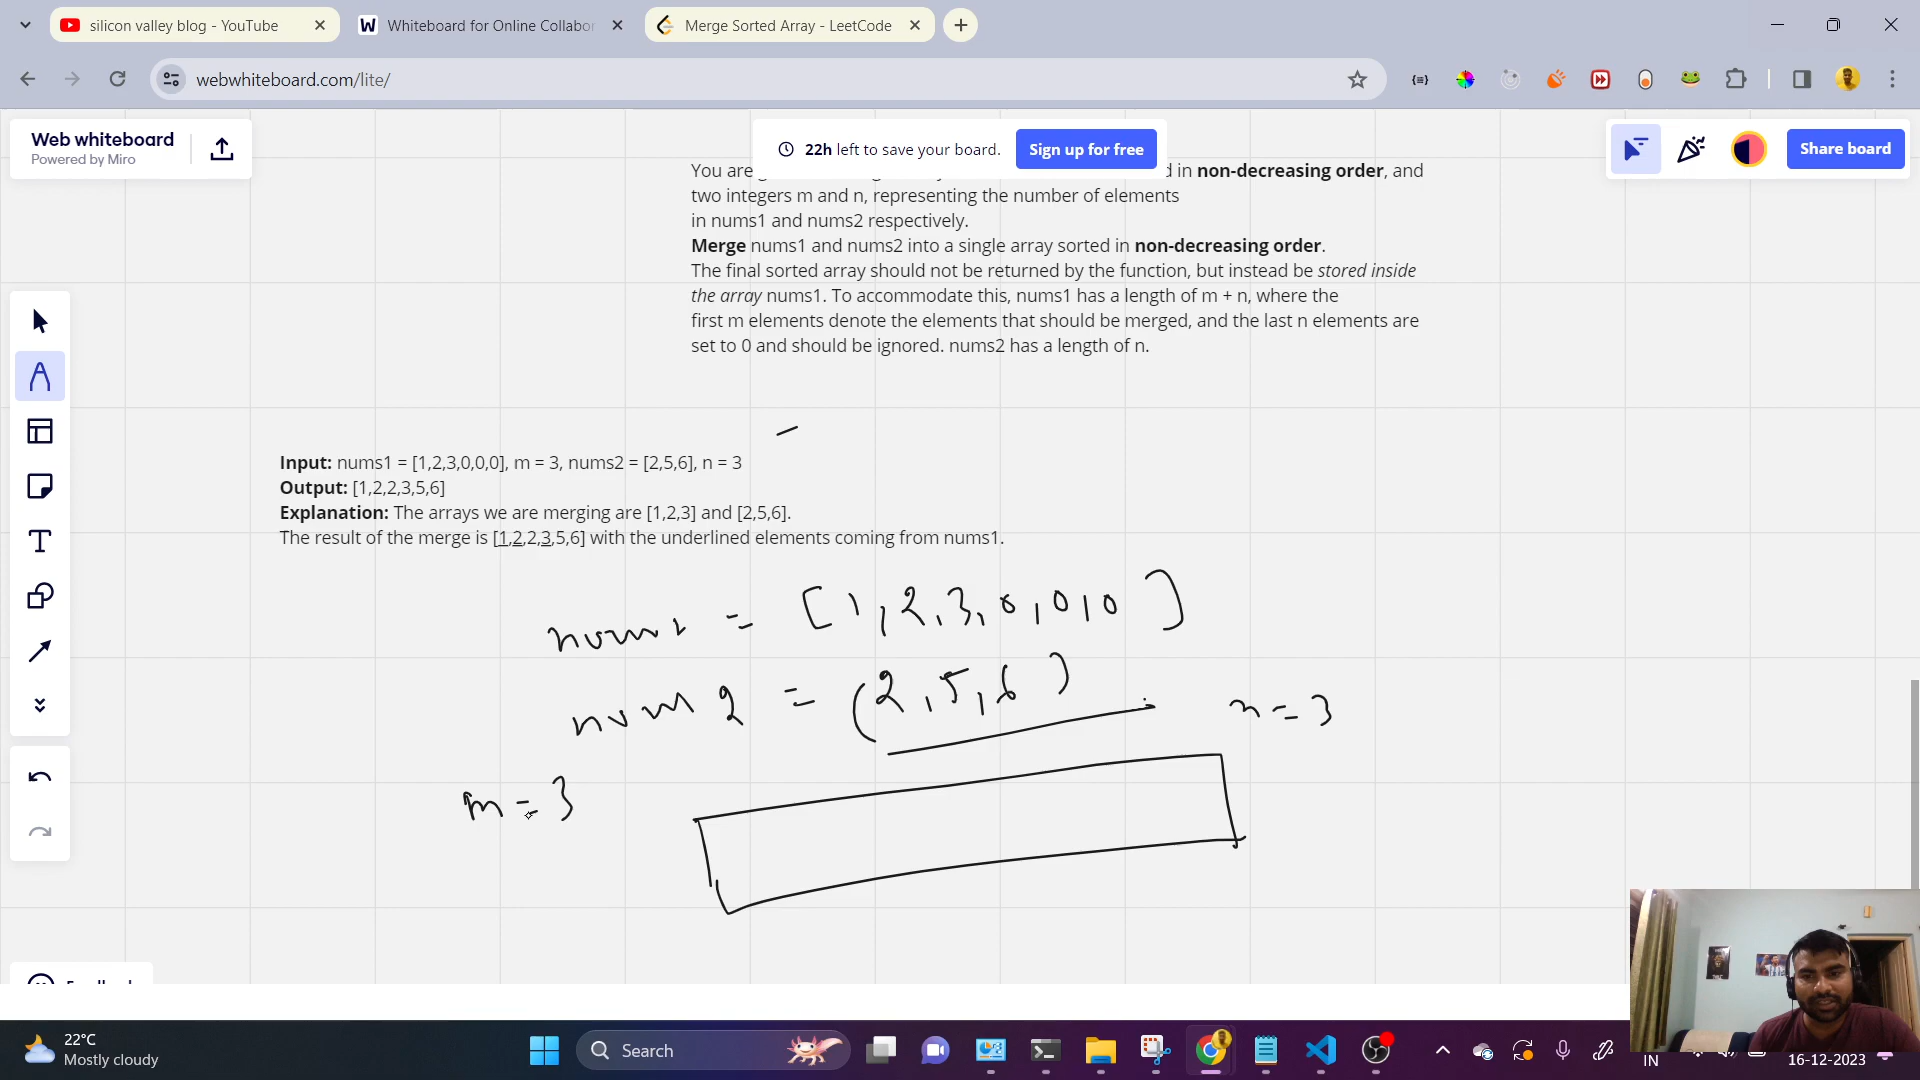 silicon valley blog - YouTube
Whiteboard for Online Collabor
Merge Sorted Array - LeetCode
webwhiteboard.com/lite/
Web whiteboard
Powered by Miro
22h left to save your board.
Sign up for free
Share board
You are d in non-decreasing order, and
two integers m and n, representing the number of elements
in nums1 and nums2 respectively.
Merge nums1 and nums2 into a single array sorted in non-decreasing order.
The final sorted array should not be returned by the function, but instead be stored inside
the array nums1. To accommodate this, nums1 has a length of m + n, where the
first m elements denote the elements that should be merged, and the last n elements are
set to 0 and should be ignored. nums2 has a length of n.
Input: nums1 = [1,2,3,0,0,0], m = 3, nums2 = [2,5,6], n = 3
Output: [1,2,2,3,5,6]
Explanation: The arrays we are merging are [1,2,3] and [2,5,6].
The result of the merge is [1,2,2,3,5,6] with the underlined elements coming from nums1.
nums1 = [1,2,3,0,0,0]
num2 = (2,5,6)
n = 3
m = 3
22°C
Mostly cloudy
Search
IN
16-12-2023